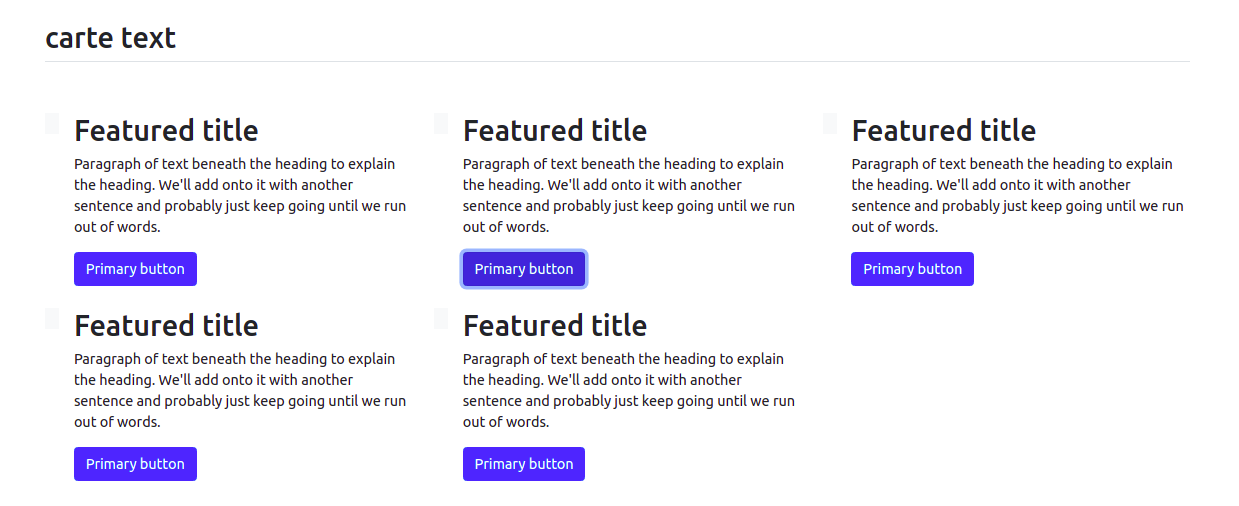 carte text
Featured title
Paragraph of text beneath the heading to explain
the heading. We'll add onto it with another
sentence and probably just keep going until we run
out of words.
Primary button
Featured title
Paragraph of text beneath the heading to explain
the heading. We'll add onto it with another
sentence and probably just keep going until we run
out of words.
Primary button
Featured title
Paragraph of text beneath the heading to explain
the heading. We'll add onto it with another
sentence and probably just keep going until we run
out of words.
Primary button
Featured title
Paragraph of text beneath the heading to explain
the heading. We'll add onto it with another
sentence and probably just keep going until we run
out of words.
Primary button
Featured title
Paragraph of text beneath the heading to explain
the heading. We'll add onto it with another
sentence and probably just keep going until we run
out of words.
Primary button